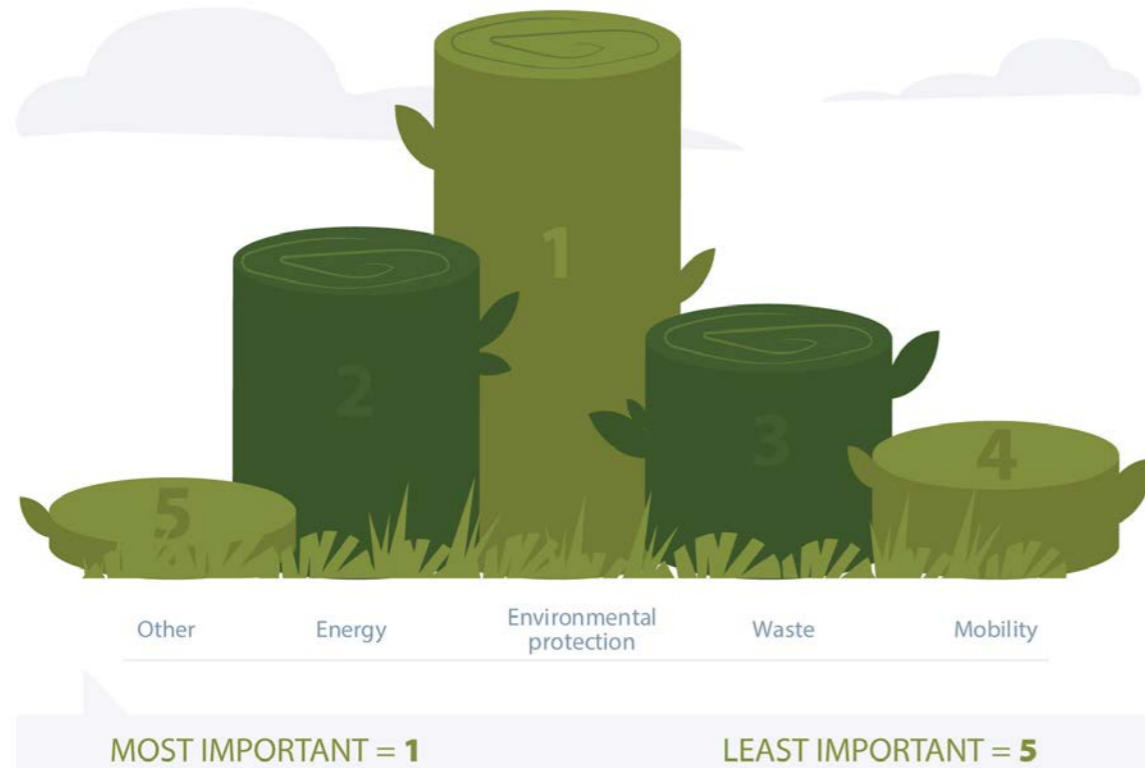 1
2
3
4
5
Other
Energy
Environmental
protection
Waste
Mobility
MOST IMPORTANT = 1
LEAST IMPORTANT = 5